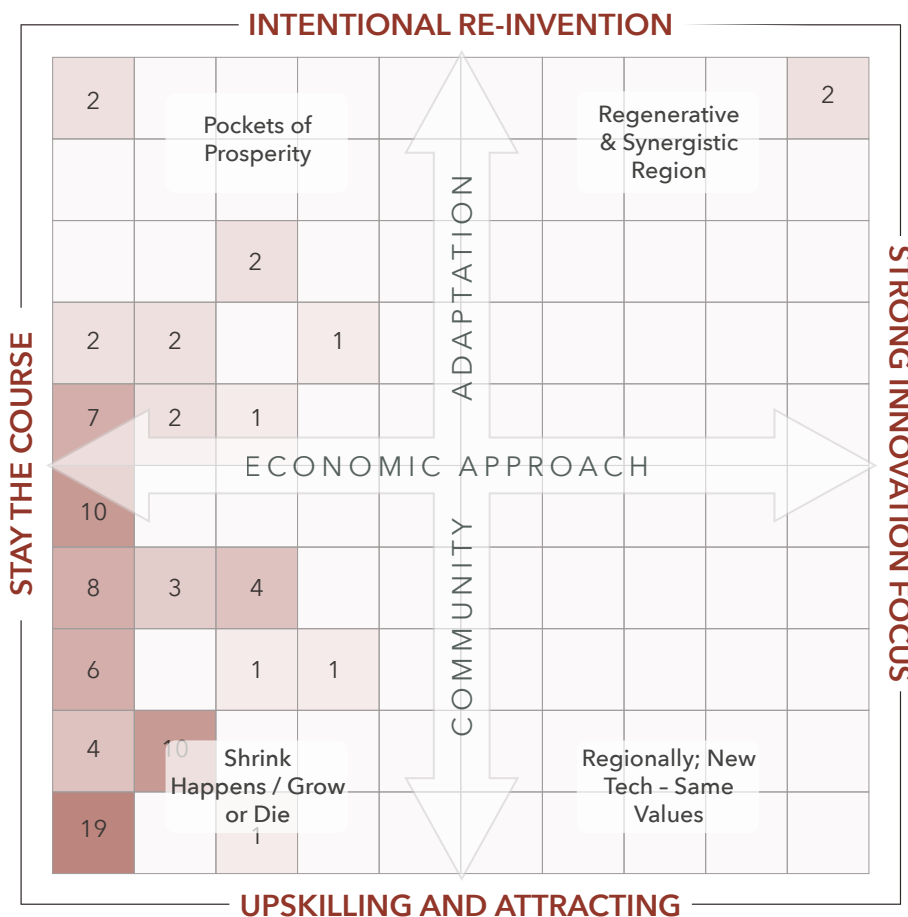 INTENTIONAL RE-INVENTION
2
2
Pockets of
Prosperity
Regenerative
& Synergistic
Region
ADAPTATION
2
2
2
1
7
2
1
STAY THE COURSE
STRONG INNOVATION FOCUS
ECONOMIC APPROACH
10
8
3
4
COMMUNITY
6
1
1
4
10
Shrink
Happens / Grow
or Die
Regionally; New
Tech – Same
Values
19
1
UPSKILLING AND ATTRACTING